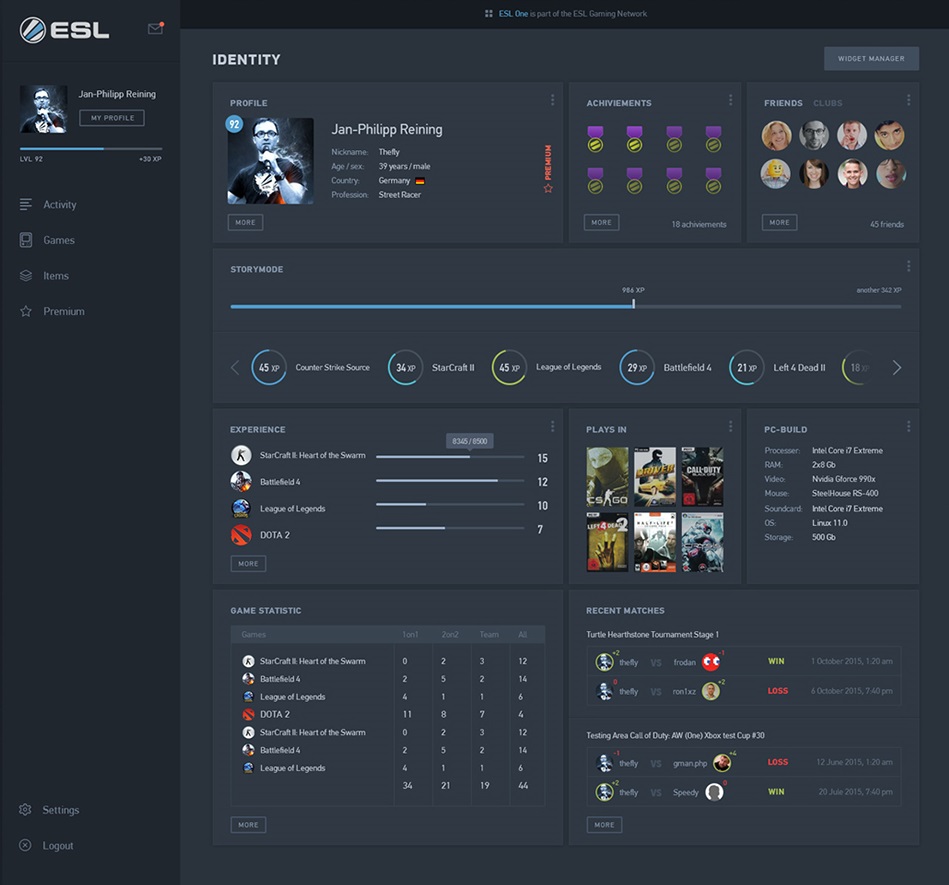 ESL
ESL One is part of the ESL Gaming Network
IDENTITY
WIDGET MANAGER
Jan-Philipp Reining
MY PROFILE
LVL 92
+30 XP
Activity
Games
Items
Premium
Settings
Logout
PROFILE
92
Jan-Philipp Reining
Nickname: Thefly
Age / sex: 39 years / male
Country: Germany
Profession: Street Racer
PREMIUM
MORE
ACHIVIEMENTS
MORE
18 achiviements
FRIENDS CLUBS
MORE
45 friends
STORYMODE
986 XP
another 342 XP
45 XP Counter Strike Source
34 XP StarCraft II
45 XP League of Legends
29 XP Battlefield 4
21 XP Left 4 Dead II
18 XP
EXPERIENCE
8345 / 8500
StarCraft II: Heart of the Swarm 15
Battlefield 4 12
League of Legends 10
DOTA 2 7
MORE
PLAYS IN
CS GO
DRIVER
CALL OF DUTY
LEFT 4 DEAD 2
HALF-LIFE
PC-BUILD
Processer: Intel Core i7 Extreme
RAM: 2x8 Gb
Video: Nvidia Gforce 990x
Mouse: SteelHouse RS-400
Soundcard: Intel Core i7 Extreme
OS: Linux 11.0
Storage: 500 Gb
GAME STATISTIC
Games 1on1 2on2 Team All
StarCraft II: Heart of the Swarm 0 2 3 12
Battlefield 4 2 5 2 14
League of Legends 4 1 1 6
DOTA 2 11 8 7 4
StarCraft II: Heart of the Swarm 0 2 3 12
Battlefield 4 2 5 2 14
League of Legends 4 1 1 6
34 21 19 44
MORE
RECENT MATCHES
Turtle Hearthstone Tournament Stage 1
+2 thefly VS frodan -1 WIN 1 October 2015, 1:20 am
0 thefly VS ron1xz +2 LOSS 6 October 2015, 7:40 pm
Testing Area Call of Duty: AW (One) Xbox test Cup #30
-1 thefly VS gman.php +4 LOSS 12 June 2015, 1:20 am
+2 thefly VS Speedy 0 WIN 20 Jule 2015, 7:40 pm
MORE